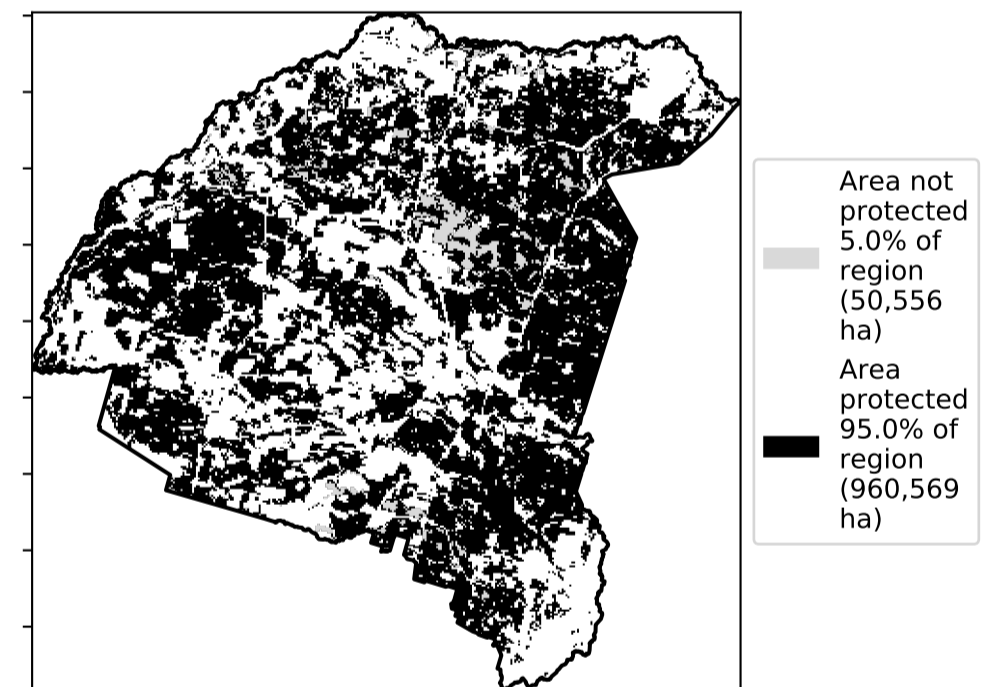 Area not
protected
5.0% of
region
(50,556
ha)
Area
protected
95.0% of
region
(960,569
ha)